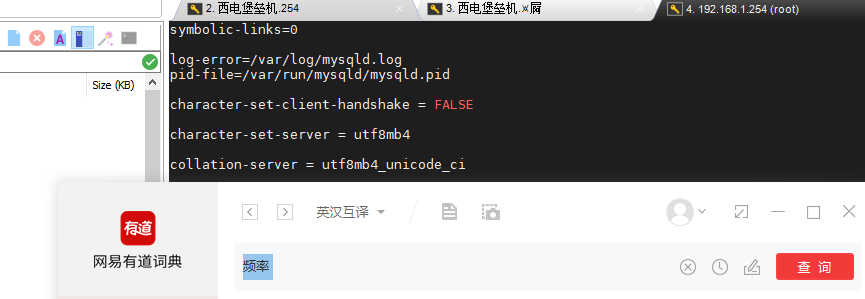 2. 西电堡垒机.254
3. 西电堡垒机
4. 192.168.1.254 (root)
Size (KB)
symbolic-links=0
log-error=/var/log/mysqld.log
pid-file=/var/run/mysqld/mysqld.pid
character-set-client-handshake = FALSE
character-set-server = utf8mb4
collation-server = utf8mb4_unicode_ci
有道
网易有道词典
英汉互译
频率
查 询